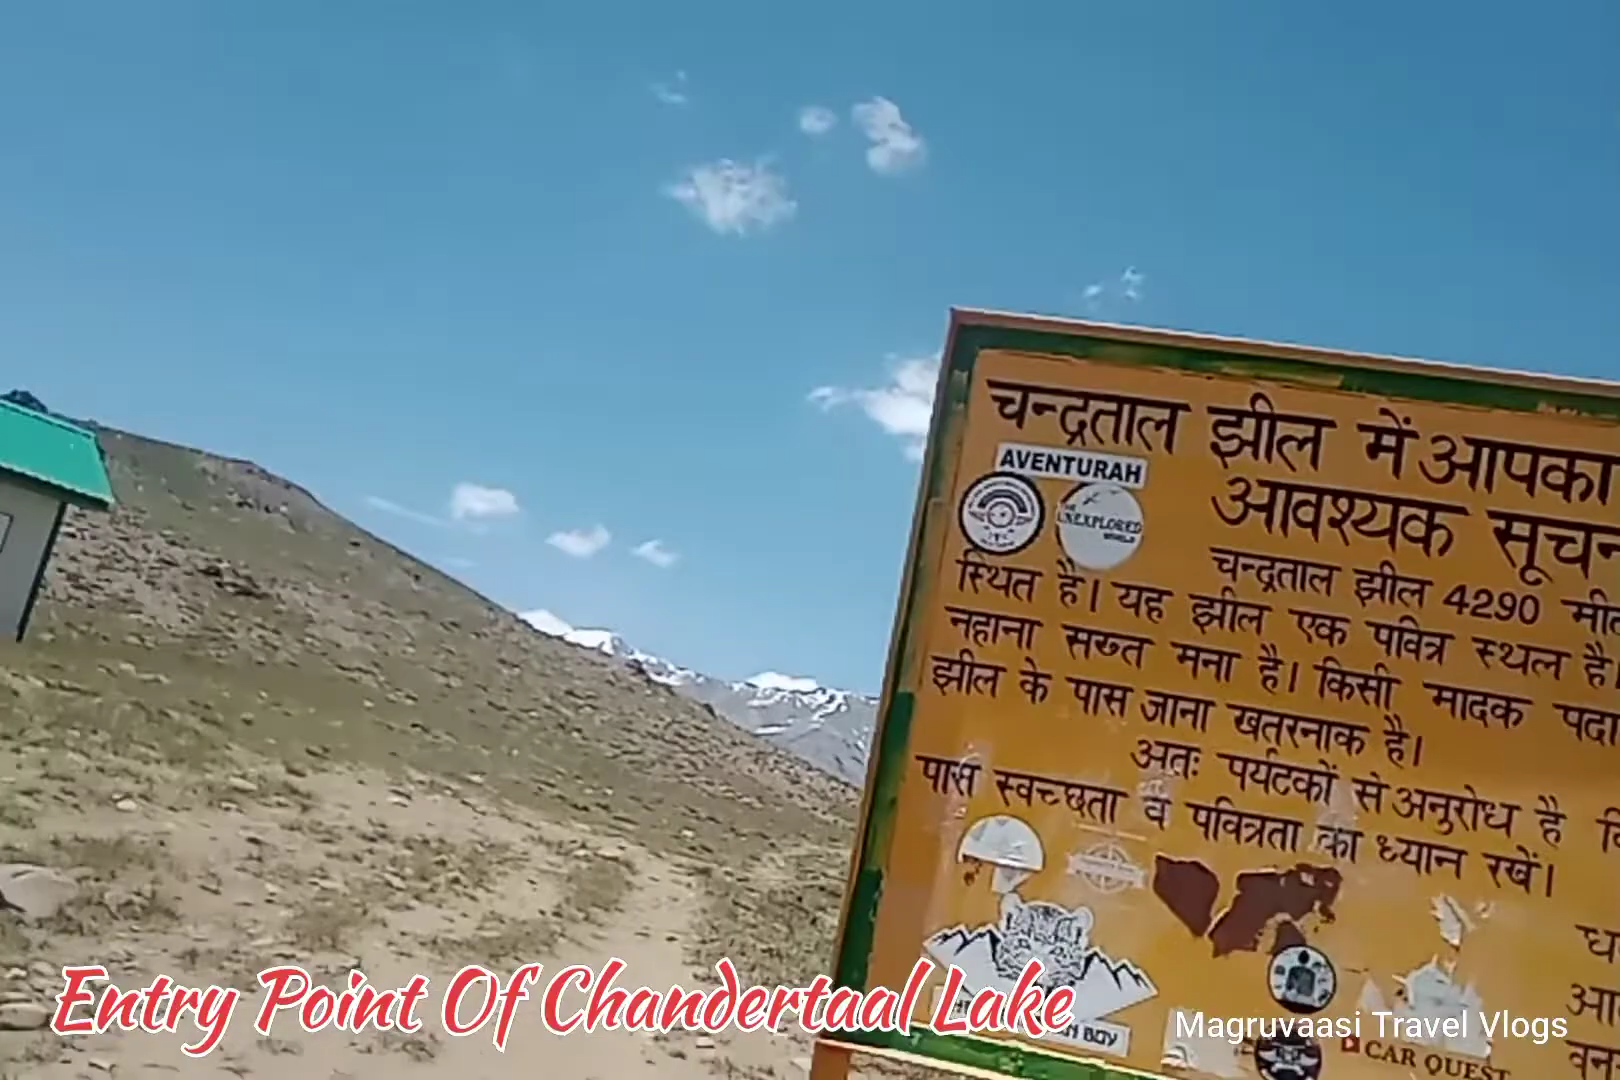 चन्द्रताल झील में आपका
आवश्यक
AVENTURAH
UNEXPLORED
WORLD
चन्द्रताल झील 4290
स्थित है। यह झील एक पवित्र स्थल है।
नहाना सख्त मना है। किसी मादक
झील के पास जाना खतरनाक है।
अतः पर्यटकों से अनुरोध है
पास स्वच्छता व पवित्रता का ध्यान रखें।
BOY
CAR QUEST
Entry Point Of Chandertaal Lake
Magruvaasi Travel Vlogs